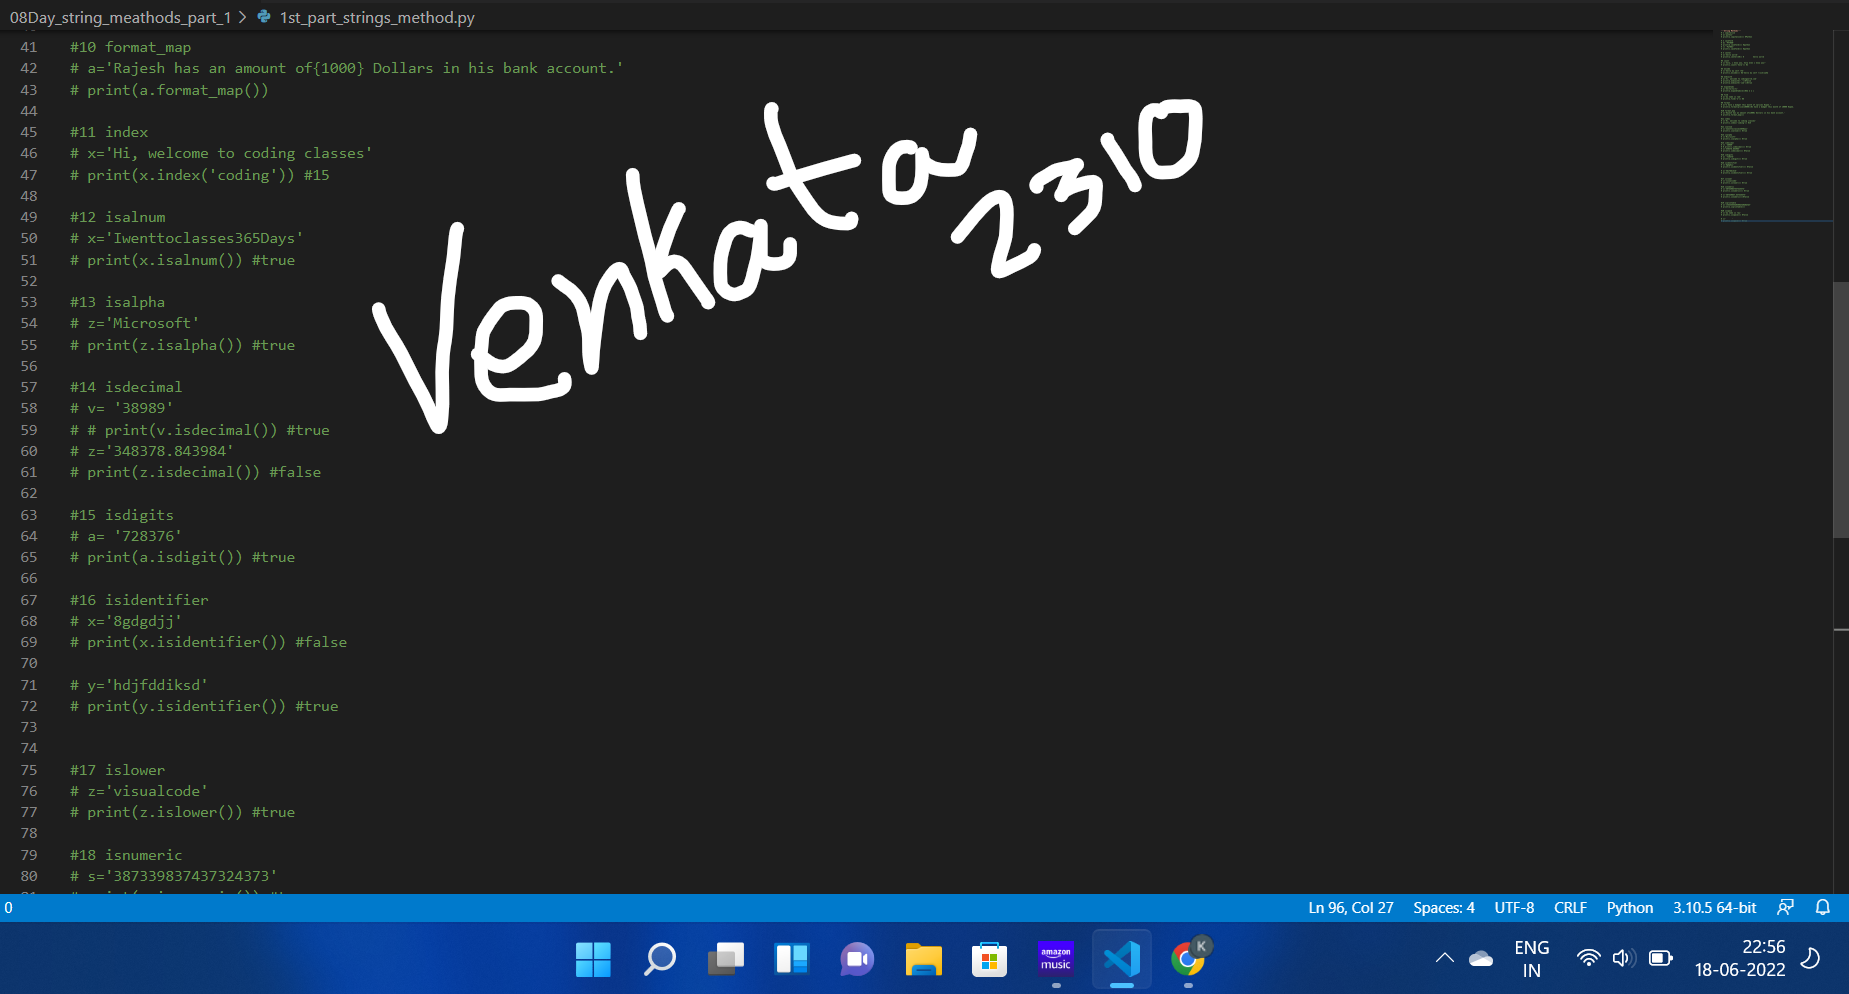 08Day_string_meathods_part_1 > 1st_part_strings_method.py
41 #10 format_map
42 # a='Rajesh has an amount of{1000} Dollars in his bank account.'
43 # print(a.format_map())
44
45 #11 index
46 # x='Hi, welcome to coding classes'
47 # print(x.index('coding')) #15
48
49 #12 isalnum
50 # x='Iwenttoclasses365Days'
51 # print(x.isalnum()) #true
52
53 #13 isalpha
54 # z='Microsoft'
55 # print(z.isalpha()) #true
56
57 #14 isdecimal
58 # v= '38989'
59 # # print(v.isdecimal()) #true
60 # z='348378.843984'
61 # print(z.isdecimal()) #false
62
63 #15 isdigits
64 # a= '728376'
65 # print(a.isdigit()) #true
66
67 #16 isidentifier
68 # x='8gdgdjj'
69 # print(x.isidentifier()) #false
70
71 # y='hdjfddiksd'
72 # print(y.isidentifier()) #true
73
74
75 #17 islower
76 # z='visualcode'
77 # print(z.islower()) #true
78
79 #18 isnumeric
80 # s='387339837437324373'
Venkata
2310
0 Ln 96, Col 27 Spaces: 4 UTF-8 CRLF Python 3.10.5 64-bit
amazon
music
K
ENG
IN
22:56
18-06-2022